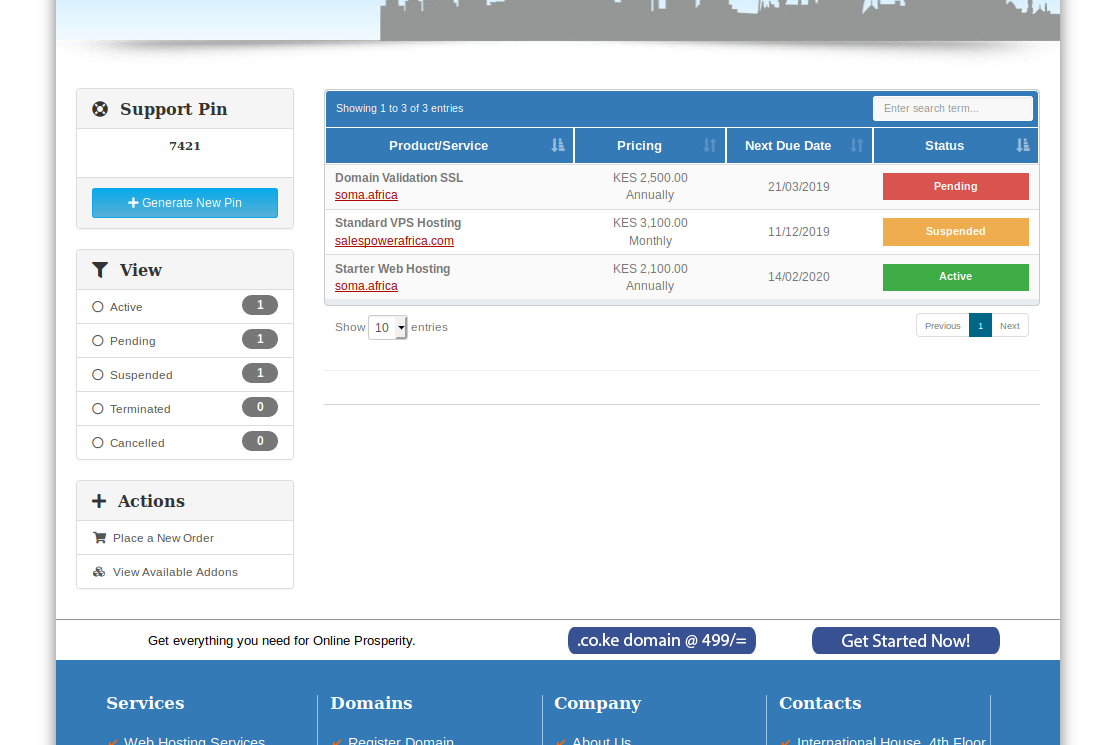 Support Pin
7421
Generate New Pin
View
Active 1
Pending 1
Suspended 1
Terminated 0
Cancelled 0
Actions
Place a New Order
View Available Addons
Showing 1 to 3 of 3 entries Enter search term...
Product/Service Pricing Next Due Date Status
Domain Validation SSL
soma.africa
KES 2,500.00
Annually
21/03/2019
Pending
Standard VPS Hosting
salespowerafrica.com
KES 3,100.00
Monthly
11/12/2019
Suspended
Starter Web Hosting
soma.africa
KES 2,100.00
Annually
14/02/2020
Active
Show 10 entries
Previous 1 Next
Get everything you need for Online Prosperity. .co.ke domain @ 499/= Get Started Now!
Services
Web Hosting Services
Domains
Register Domain
Company
About Us
Contacts
International House, 4th Floor